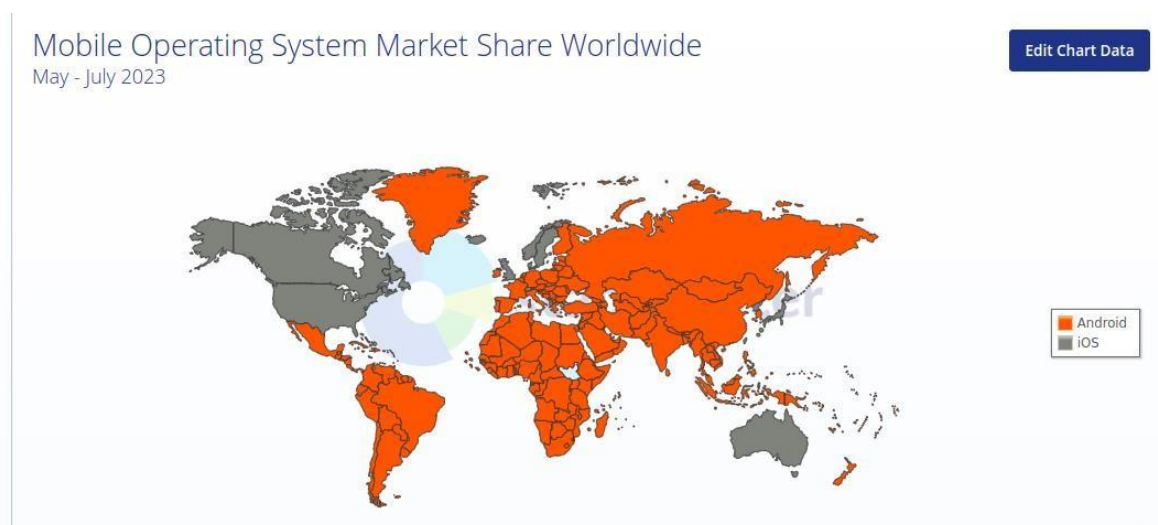 Mobile Operating System Market Share Worldwide
May - July 2023
Edit Chart Data
Android
iOS